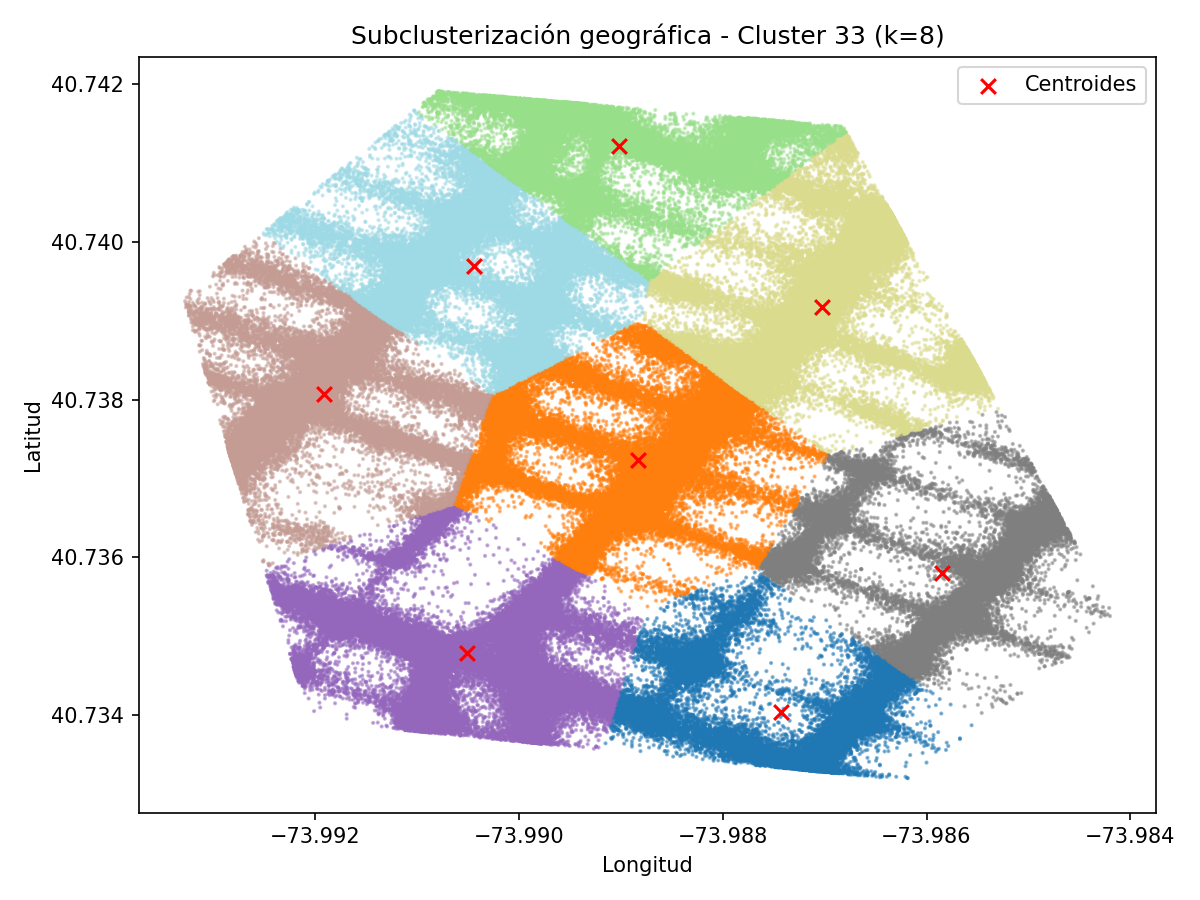 Subclusterización geográfica - Cluster 33 (k=8)
Centroides
Latitud
40.742
40.740
40.738
40.736
40.734
−73.992
−73.990
−73.988
−73.986
−73.984
Longitud